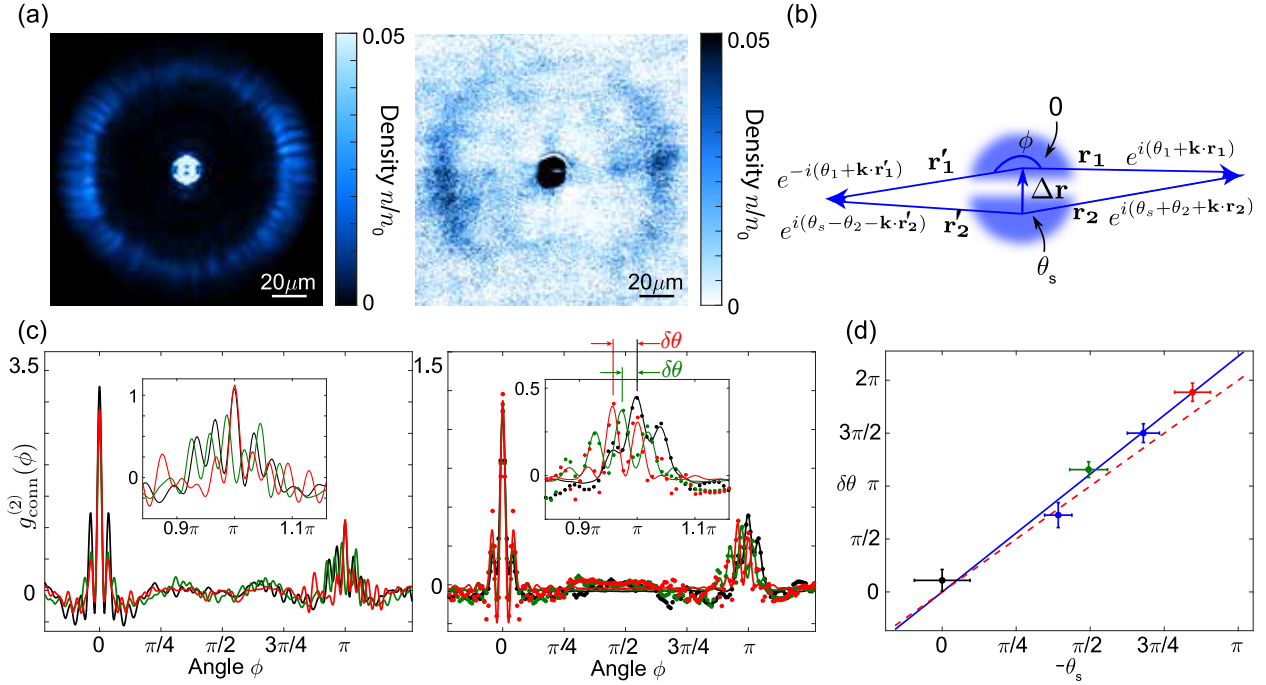 (a)
0.05
0
Density n/n₀
20μm
0.05
0
Density n/n₀
20μm
(b)
0
ϕ
r′₁
r₁
e^{-i(θ₁+k·r′₁)}
e^{i(θ₁+k·r₁)}
Δr
e^{i(θₛ-θ₂-k·r′₂)}
r′₂
r₂
e^{i(θₛ+θ₂+k·r₂)}
θₛ
(c)
3.5
0
g^{(2)}_{conn}(ϕ)
1
0
0.9π π 1.1π
0 π/4 π/2 3π/4 π
Angle ϕ
δθ
δθ
1.5
0
0.5
0
0.9π π 1.1π
0 π/4 π/2 3π/4 π
Angle ϕ
(d)
2π
3π/2
δθ π
π/2
0
0 π/4 π/2 3π/4 π
-θₛ